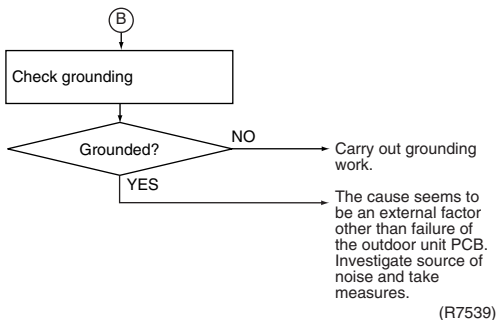 B
Check grounding
Grounded?
NO
Carry out grounding
work.
YES
The cause seems to
be an external factor
other than failure of
the outdoor unit PCB.
Investigate source of
noise and take
measures.
(R7539)